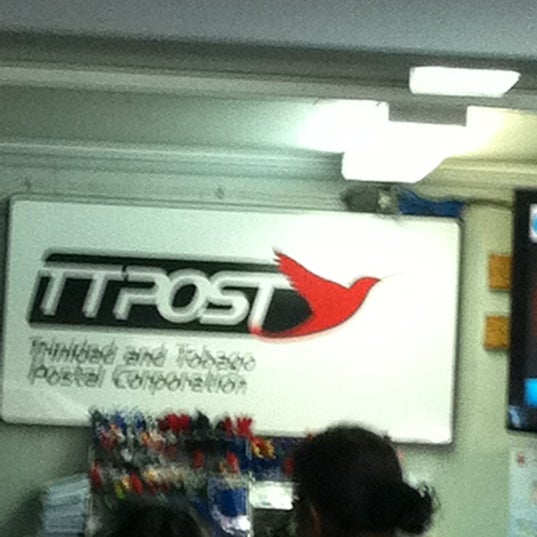 TTPOST
Trinidad and Tobago
Postal Corporation